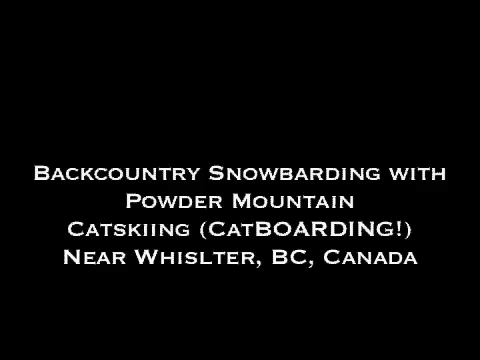 Backcountry Snowbarding with
Powder Mountain
Catskiing (CatBOARDING!)
Near Whislter, BC, Canada